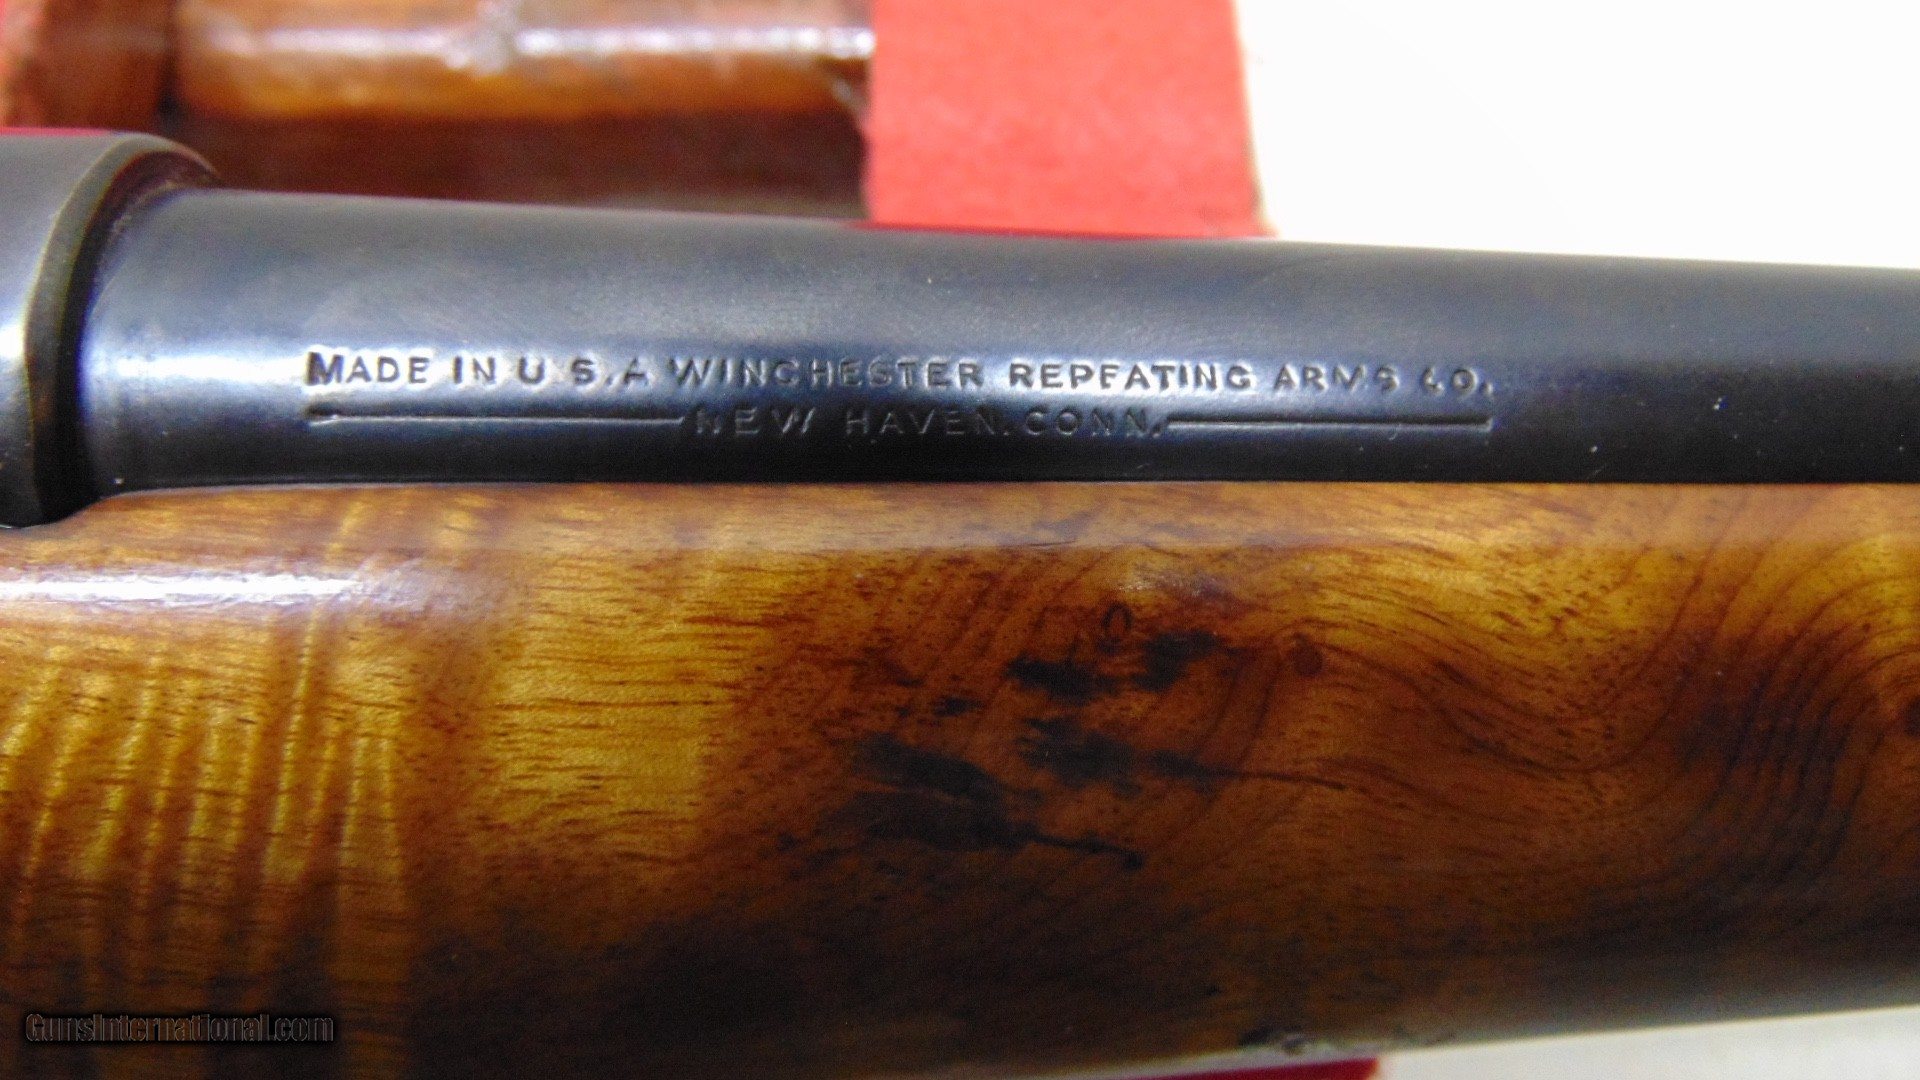 MADE IN U.S.A WINCHESTER REPEATING ARMS CO.
NEW HAVEN. CONN.
GunsInternational.com